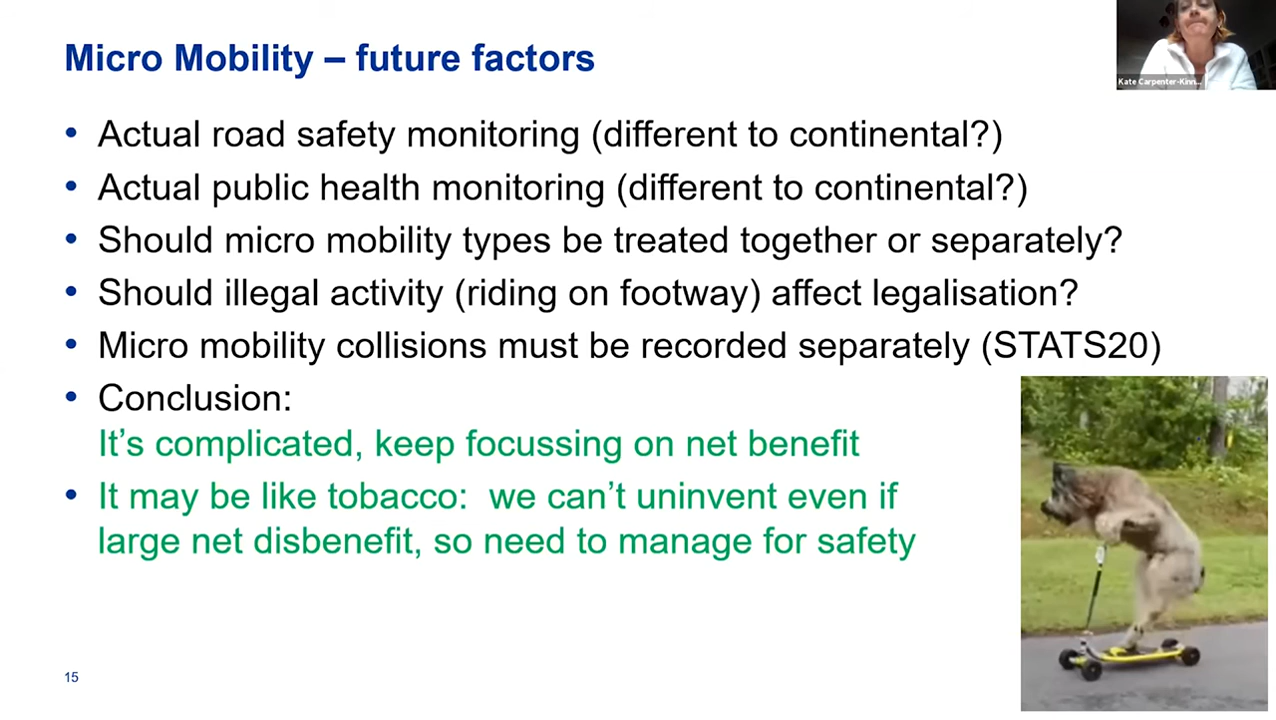 Micro Mobility – future factors
Kate Carpenter-Kinn...
• Actual road safety monitoring (different to continental?)
• Actual public health monitoring (different to continental?)
• Should micro mobility types be treated together or separately?
• Should illegal activity (riding on footway) affect legalisation?
• Micro mobility collisions must be recorded separately (STATS20)
• Conclusion:
It’s complicated, keep focussing on net benefit
• It may be like tobacco: we can’t uninvent even if
large net disbenefit, so need to manage for safety
15